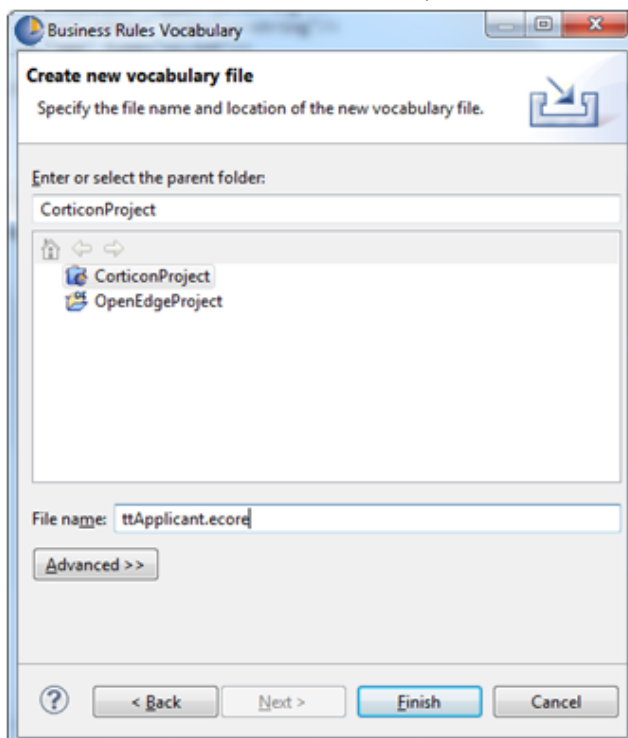 Business Rules Vocabulary
Create new vocabulary file
Specify the file name and location of the new vocabulary file.
Enter or select the parent folder:
CorticonProject
CorticonProject
OpenEdgeProject
File name: ttApplicant.ecore
Advanced >>
? < Back Next > Finish Cancel